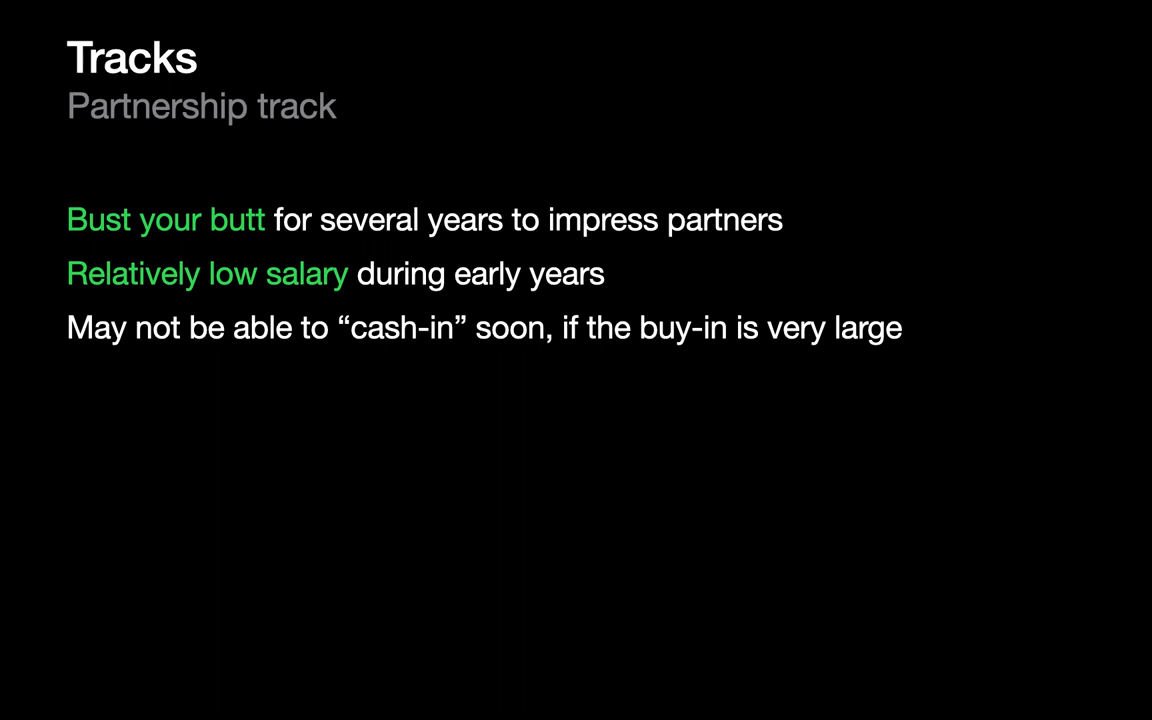 Tracks
Partnership track
Bust your butt for several years to impress partners
Relatively low salary during early years
May not be able to “cash-in” soon, if the buy-in is very large